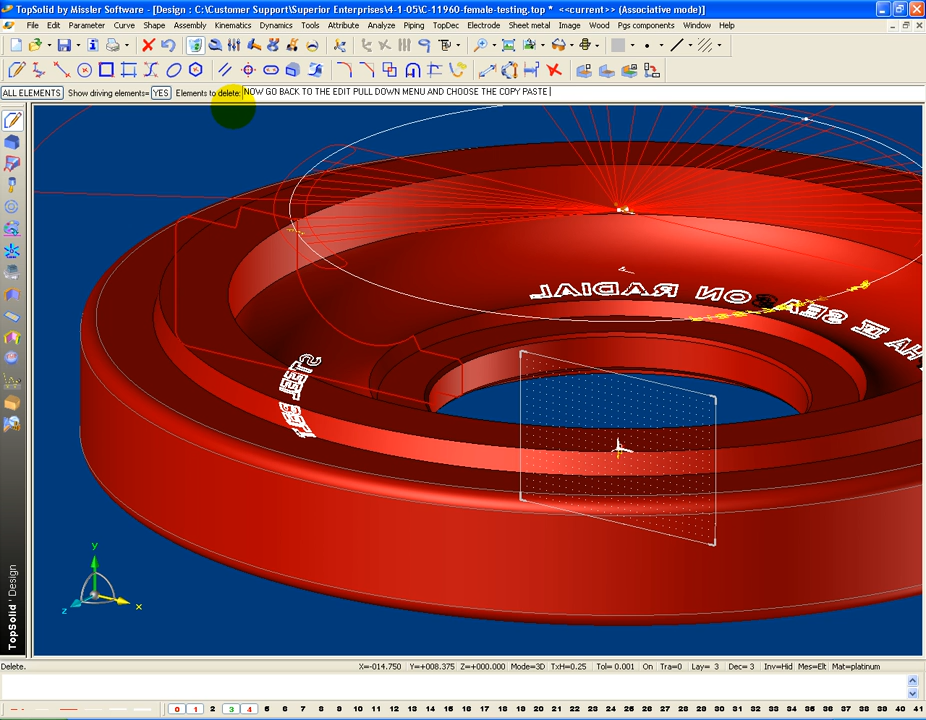 TopSolid by Missler Software - [Design : C:\Customer Support\Superior Enterprises\4-1-05\C-11960-female-testing.top * <<current>> (Associative mode)]
File Edit Parameter Curve Shape Assembly Kinematics Dynamics Tools Attribute Analyze Piping TopDec Electrode Sheet metal Image Wood Pgs components Window Help
ALL ELEMENTS Show driving elements= YES Elements to delete: NOW GO BACK TO THE EDIT PULL DOWN MENU AND CHOOSE THE COPY PASTE
ON RADIAL
y
z x
TopSolid'Design
Delete. X=-014.750 Y=+008.375 Z=+000.000 Mode=3D TxH=0.25 Tol= 0.001 On Tra=0 Lay= 3 Dec= 3 Inv=Hid Mes=Elt Mat=platinum
0 1 2 3 4 5 6 7 8 9 10 11 12 13 14 15 16 17 18 19 20 21 22 23 24 25 26 27 28 29 30 31 32 33 34 35 36 37 38 39 40 41